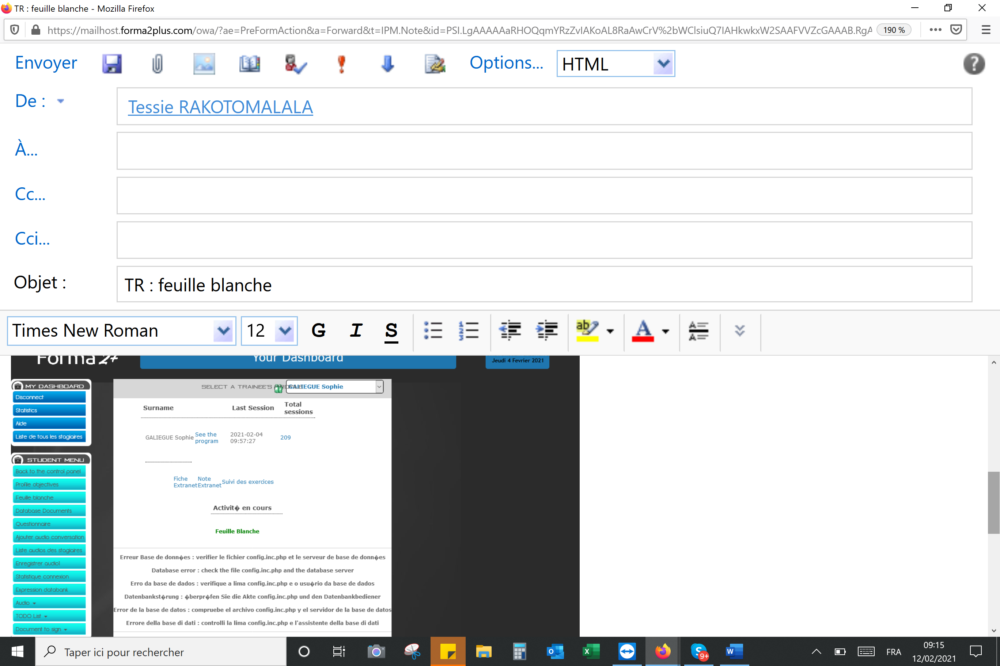 TR : feuille blanche - Mozilla Firefox
https://mailhost.forma2plus.com/owa/?ae=PreFormAction&a=Forward&t=IPM.Note&id=PSI.LgAAAAAaRHOQqmYRzZvIAKoAL8RaAwCrV%2bWClsiuQ7IAHkwkxW2SAAFVVZcGAAAB.RgA 190 %
Envoyer Options... HTML
De : Tessie RAKOTOMALALA
À...
Cc...
Cci...
Objet : TR : feuille blanche
Times New Roman 12 G I S
Forma 2+ Your Dashboard Jeudi 4 Fevrier 2021
MY DASHBOARD
Disconnect
Statistics
Aide
Liste de tous les stagiaires
STUDENT MENU
Back to the control panel
Profile objectives
Feuille blanche
Database Documents
Questionnaire
Ajouter audio conversation
Liste audios des stagiaires
Enregistrer audio1
Statistique connexion
Expression databank
Audio
TODO List
Document to sign
SELECT A TRAINEE'S GALIEGUE Sophie
Surname Last Session Total sessions
GALIEGUE Sophie See the program 2021-02-04 09:57:27 209
Fiche Extranet Note Extranet Suivi des exercices
Activit� en cours
Feuille Blanche
Erreur Base de donn�es : verifier le fichier config.inc.php et le serveur de base de donn�es
Database error : check the file config.inc.php and the database server
Erro da base de dados : verifique a lima config.inc.php e o usu�rio da base de dados
Datenbankst�rung : �berpr�fen Sie die Akte config.inc.php und den Datenbankbediener
Error de la base de datos : compruebe el archivo config.inc.php y el servidor de la base de datos
Errore della base di dati : controlli la lima config.inc.php e l'assistente della base di dati
Taper ici pour rechercher
9+
FRA
09:15
12/02/2021